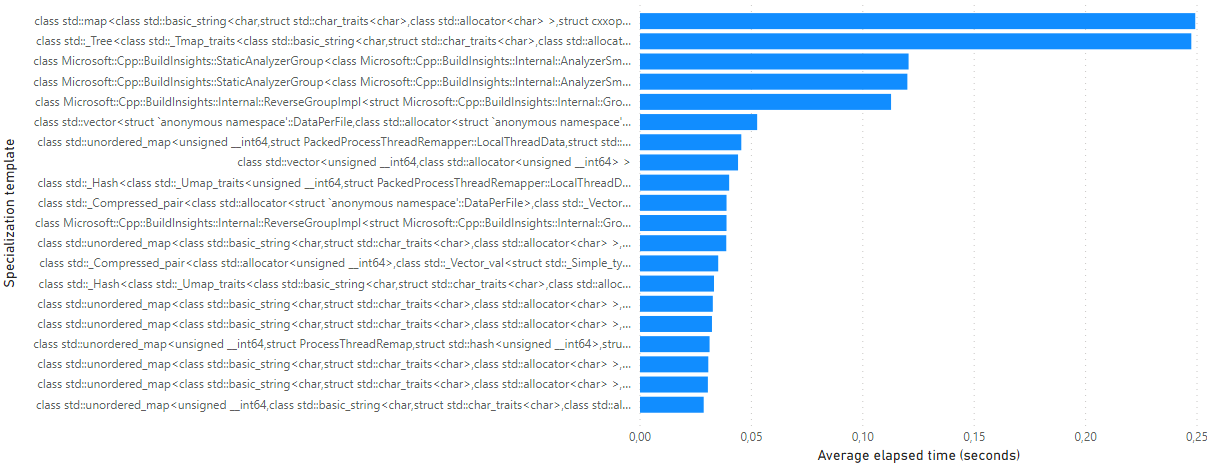 Specialization template
class std::map<class std::basic_string<char,struct std::char_traits<char>,class std::allocator<char> >,struct cxxop...
class std::_Tree<class std::_Tmap_traits<class std::basic_string<char,struct std::char_traits<char>,class std::allocat...
class Microsoft::Cpp::BuildInsights::StaticAnalyzerGroup<class Microsoft::Cpp::BuildInsights::Internal::AnalyzerSm...
class Microsoft::Cpp::BuildInsights::StaticAnalyzerGroup<class Microsoft::Cpp::BuildInsights::Internal::AnalyzerSm...
class Microsoft::Cpp::BuildInsights::Internal::ReverseGroupImpl<struct Microsoft::Cpp::BuildInsights::Internal::Gro...
class std::vector<struct `anonymous namespace'::DataPerFile,class std::allocator<struct `anonymous namespace'...
class std::unordered_map<unsigned __int64,struct PackedProcessThreadRemapper::LocalThreadData,struct std::...
class std::vector<unsigned __int64,class std::allocator<unsigned __int64> >
class std::_Hash<class std::_Umap_traits<unsigned __int64,struct PackedProcessThreadRemapper::LocalThreadD...
class std::_Compressed_pair<class std::allocator<struct `anonymous namespace'::DataPerFile>,class std::_Vector...
class Microsoft::Cpp::BuildInsights::Internal::ReverseGroupImpl<struct Microsoft::Cpp::BuildInsights::Internal::Gro...
class std::unordered_map<class std::basic_string<char,struct std::char_traits<char>,class std::allocator<char> >,...
class std::_Compressed_pair<class std::allocator<unsigned __int64>,class std::_Vector_val<struct std::_Simple_ty...
class std::_Hash<class std::_Umap_traits<class std::basic_string<char,struct std::char_traits<char>,class std::alloc...
class std::unordered_map<class std::basic_string<char,struct std::char_traits<char>,class std::allocator<char> >,...
class std::unordered_map<class std::basic_string<char,struct std::char_traits<char>,class std::allocator<char> >,...
class std::unordered_map<unsigned __int64,struct ProcessThreadRemap,struct std::hash<unsigned __int64>,stru...
class std::unordered_map<class std::basic_string<char,struct std::char_traits<char>,class std::allocator<char> >,...
class std::unordered_map<class std::basic_string<char,struct std::char_traits<char>,class std::allocator<char> >,...
class std::unordered_map<unsigned __int64,class std::basic_string<char,struct std::char_traits<char>,class std::al...
0,00 0,05 0,10 0,15 0,20 0,25
Average elapsed time (seconds)